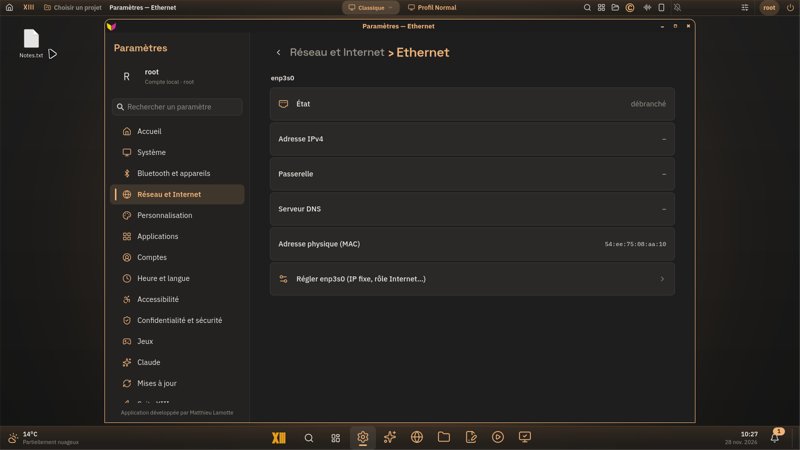 XIII
Choisir un projet
Paramètres — Ethernet
Classique
Profil Normal
root
Notes.txt
Paramètres — Ethernet
Paramètres
R
root
Compte local · root
Rechercher un paramètre
Accueil
Système
Bluetooth et appareils
Réseau et Internet
Personnalisation
Applications
Comptes
Heure et langue
Accessibilité
Confidentialité et sécurité
Jeux
Claude
Mises à jour
Application développée par Matthieu Lamotte
Réseau et Internet > Ethernet
enp3s0
État
débranché
Adresse IPv4
–
Passerelle
–
Serveur DNS
–
Adresse physique (MAC)
54:ee:75:08:aa:10
Régler enp3s0 (IP fixe, rôle Internet...)
14°C
Partiellement nuageux
XIII
10:27
28 nov. 2026
1